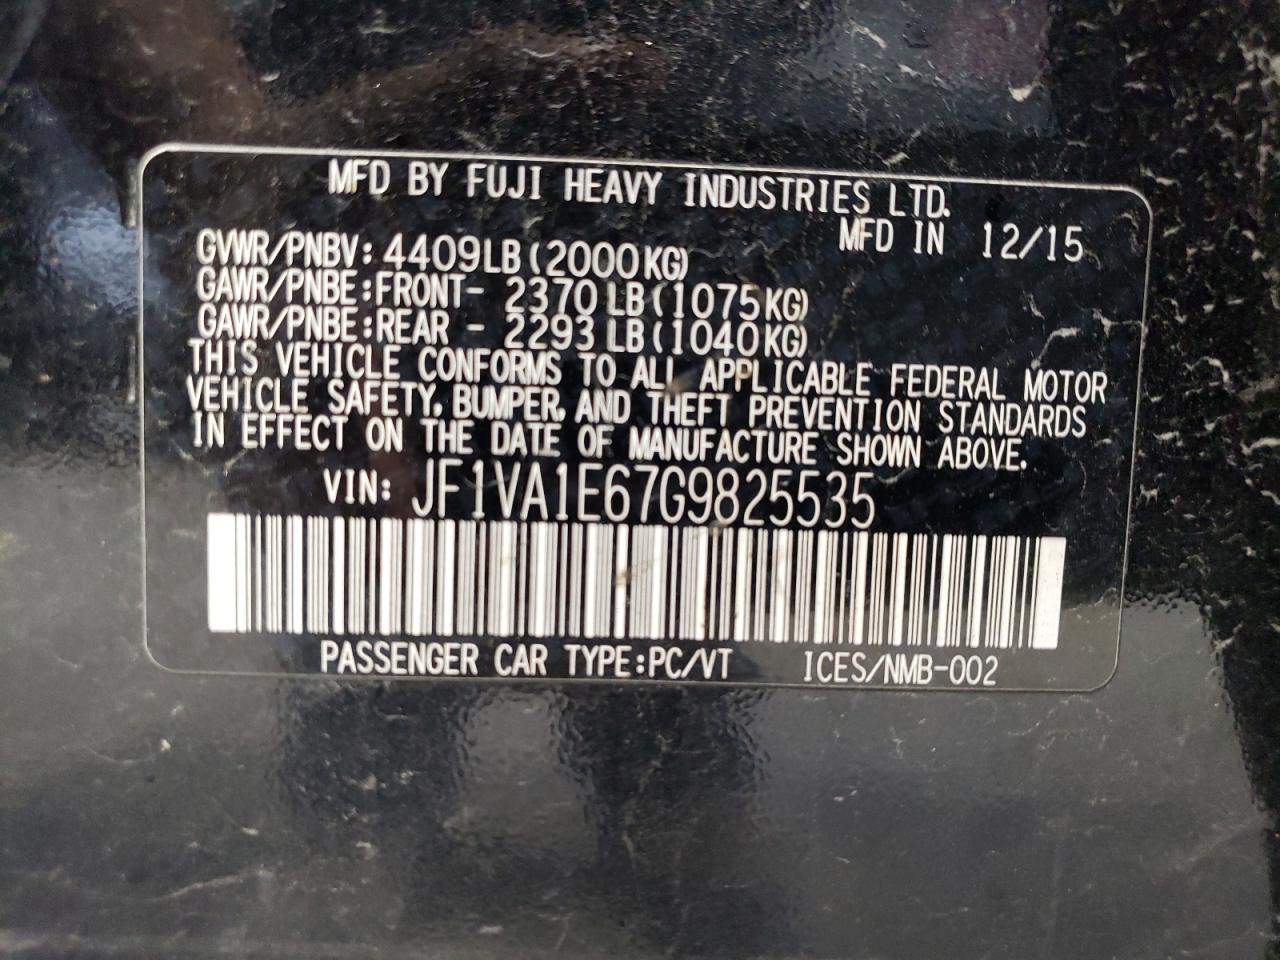 MFD BY FUJI HEAVY INDUSTRIES LTD.
MFD IN 12/15
GVWR/PNBV: 4409LB (2000KG)
GAWR/PNBE:FRONT- 2370 LB (1075KG)
GAWR/PNBE:REAR - 2293 LB (1040KG)
THIS VEHICLE CONFORMS TO ALL APPLICABLE FEDERAL MOTOR
VEHICLE SAFETY, BUMPER, AND THEFT PREVENTION STANDARDS
IN EFFECT ON THE DATE OF MANUFACTURE SHOWN ABOVE.
VIN: JF1VA1E67G9825535
PASSENGER CAR TYPE:PC/VT ICES/NMB-002